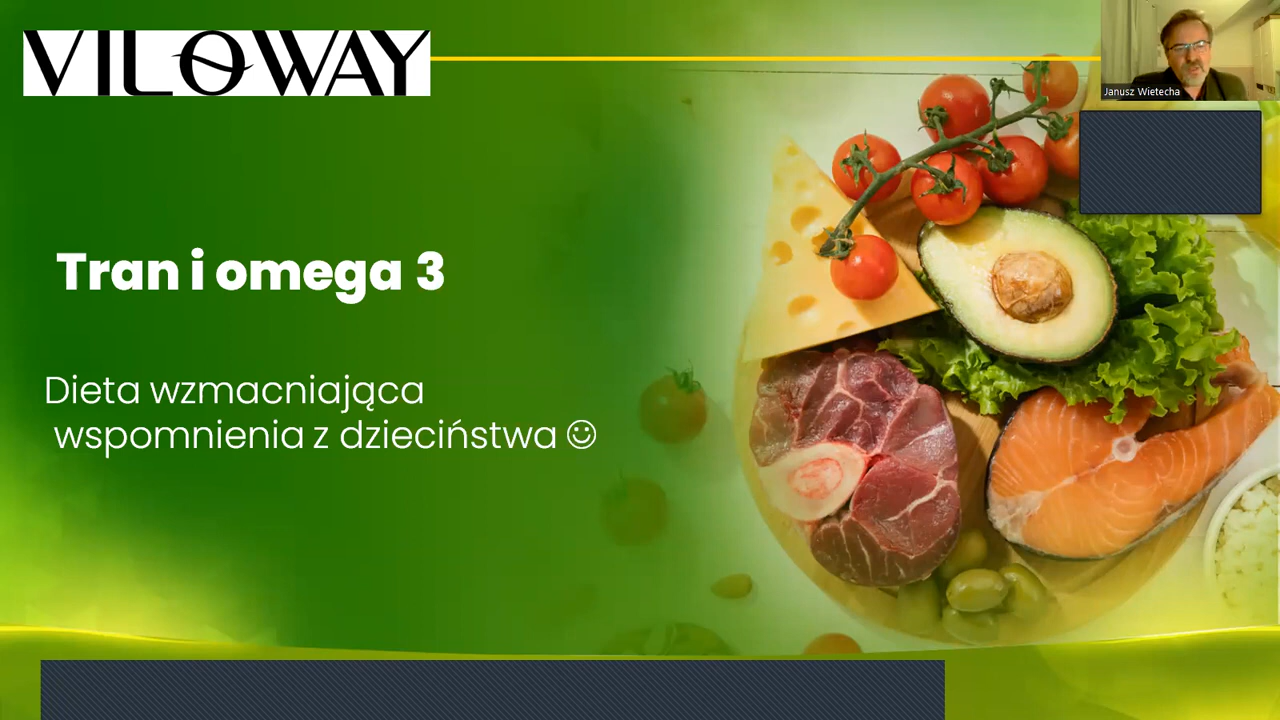 VILOWAY
Janusz Wietecha
Tran i omega 3
Dieta wzmacniająca
wspomnienia z dzieciństwa ☺